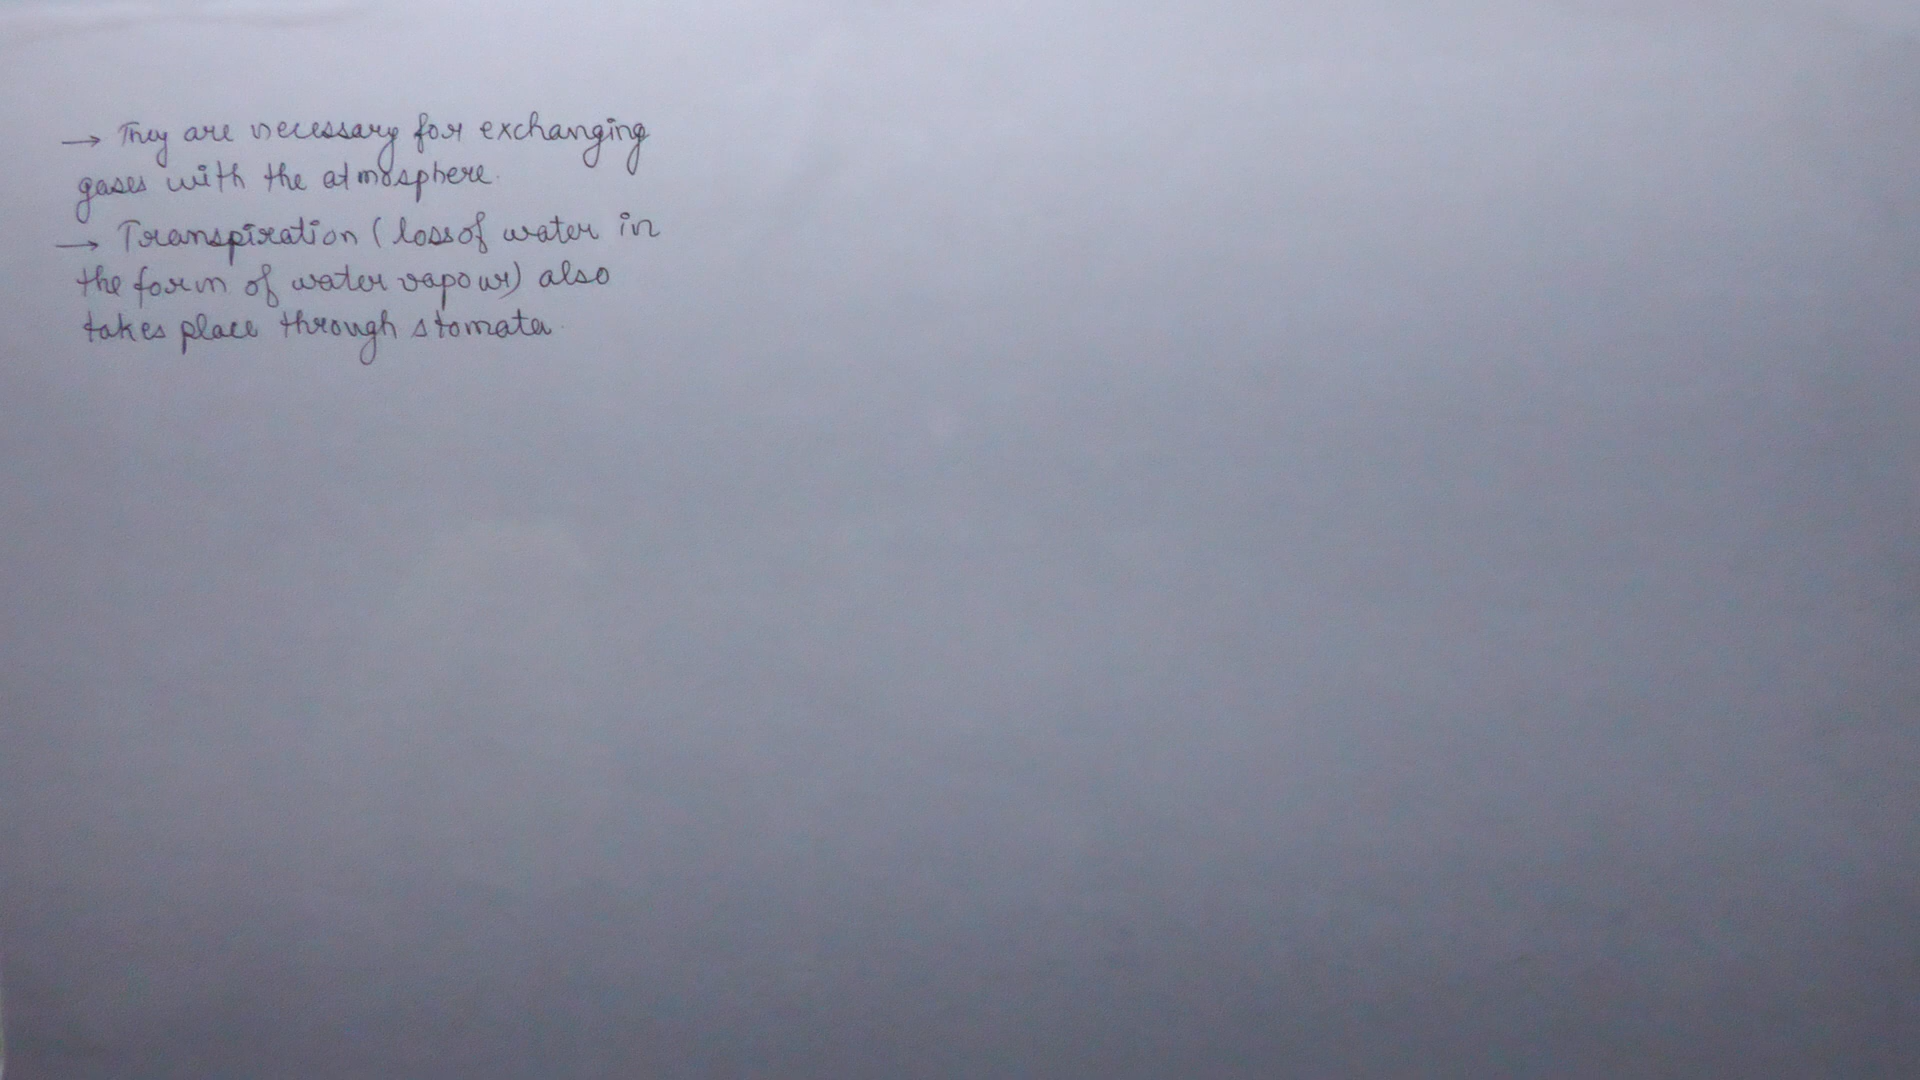 → They are necessary for exchanging
gases with the atmosphere.
→ Transpiration (loss of water in
the form of water vapour) also
takes place through stomata.